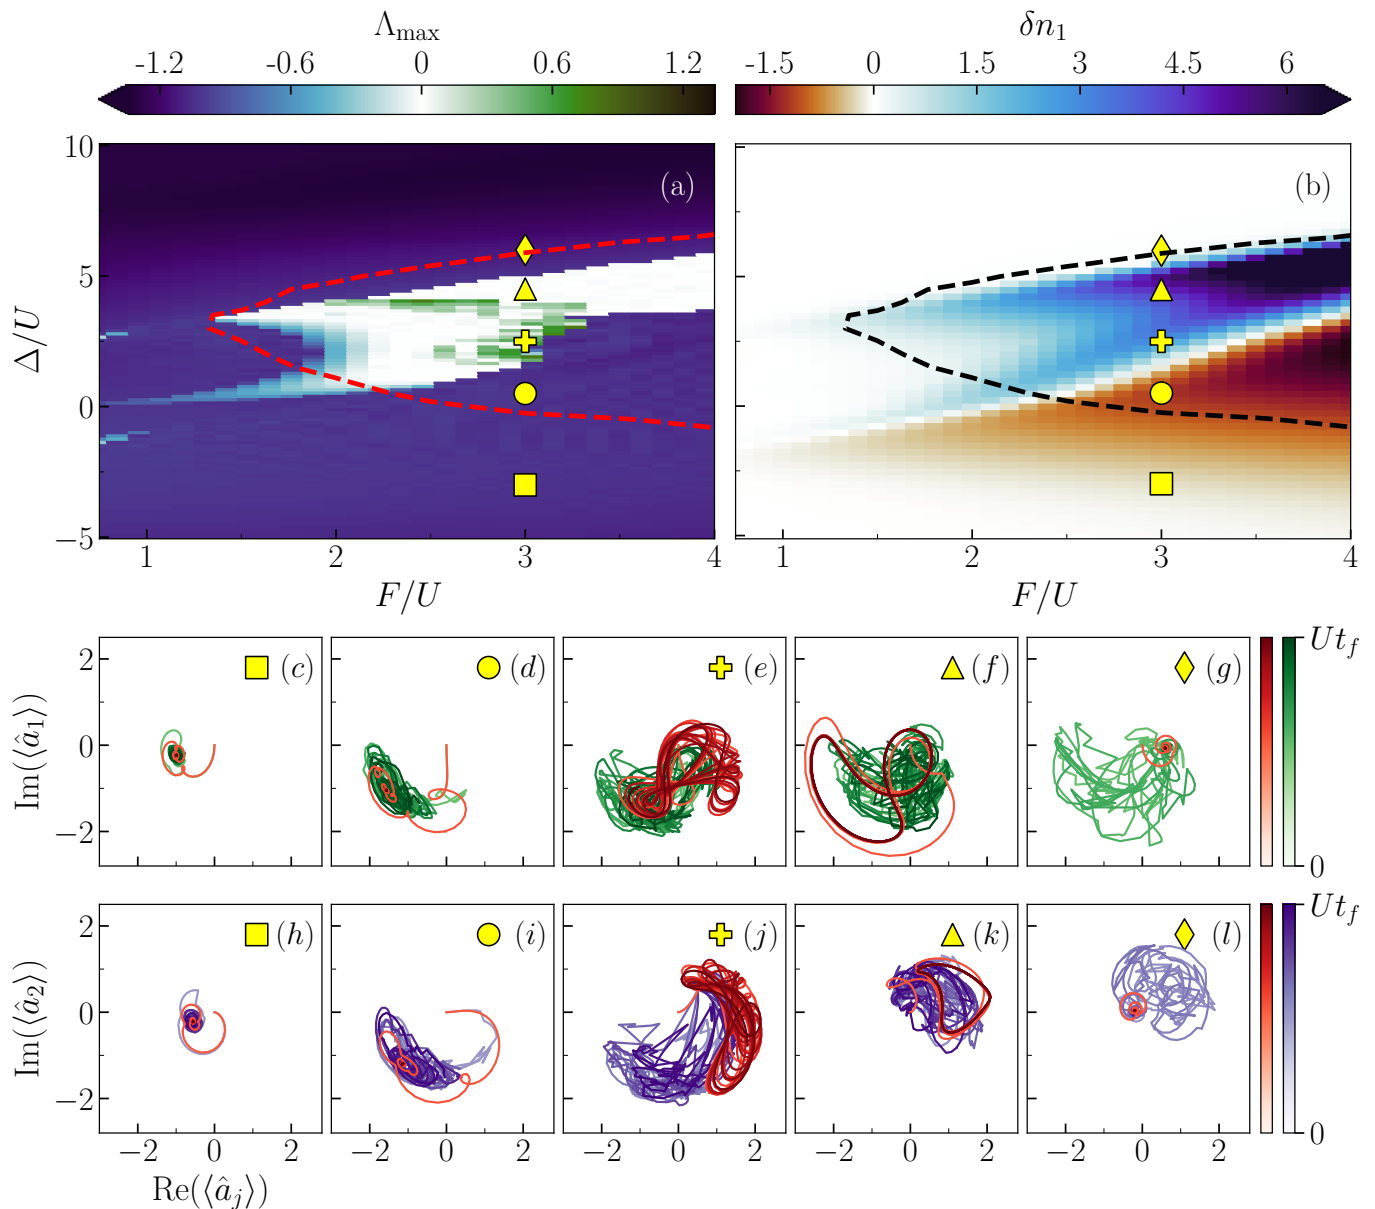 Λmax δn1
-1.2 -0.6 0 0.6 1.2 -1.5 0 1.5 3 4.5 6
10 (a) (b)
5
Δ/U
0
−5
1 2 3 4 1 2 3 4
F/U F/U
2 (c) (d) (e) (f) (g) Utf
Im(⟨â1⟩) 0
−2 0
2 (h) (i) (j) (k) (l) Utf
Im(⟨â2⟩) 0
−2 0
−2 0 2 −2 0 2 −2 0 2 −2 0 2 −2 0 2
Re(⟨âj⟩)